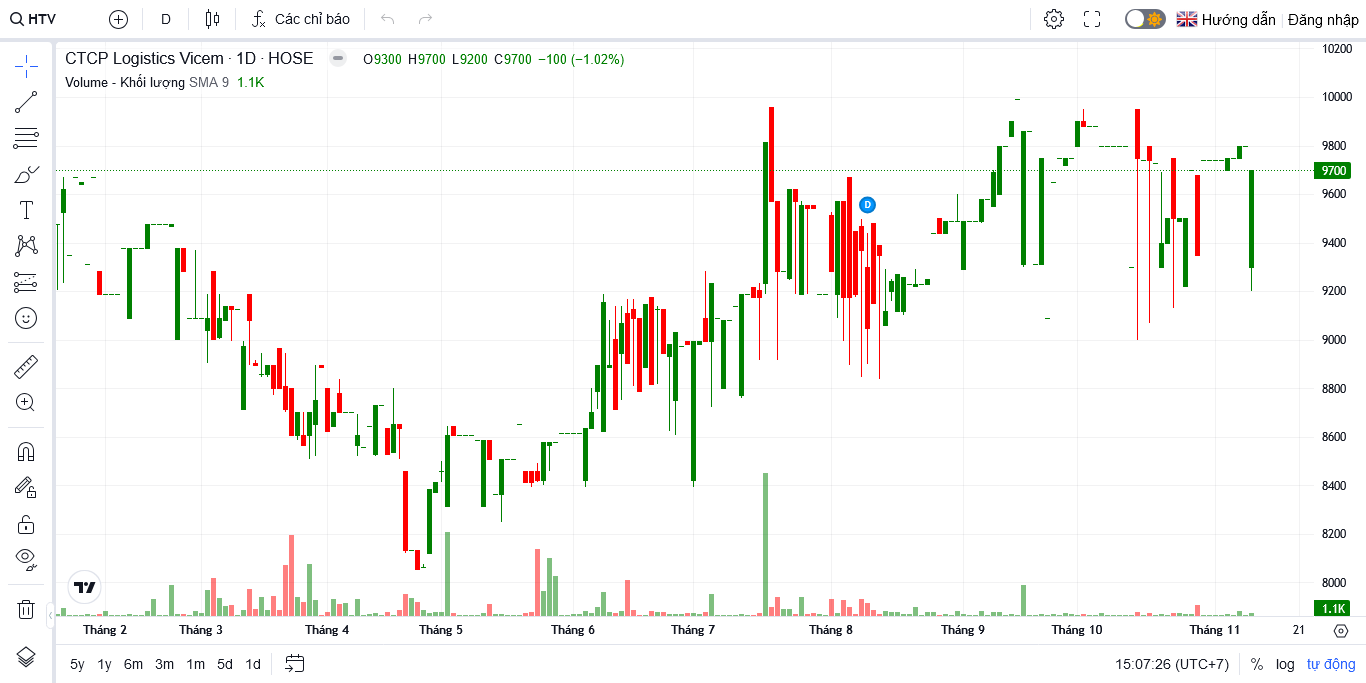 HTV D Các chỉ báo Hướng dẫn Đăng nhập
CTCP Logistics Vicem · 1D · HOSE O9300 H9700 L9200 C9700 −100 (−1.02%)
Volume - Khối lượng SMA 9 1.1K
10200
10000
9800
9700
9600
9400
9200
9000
8800
8600
8400
8200
8000
1.1K
D
Tháng 2 Tháng 3 Tháng 4 Tháng 5 Tháng 6 Tháng 7 Tháng 8 Tháng 9 Tháng 10 Tháng 11 21
5y 1y 6m 3m 1m 5d 1d 15:07:26 (UTC+7) % log tự động